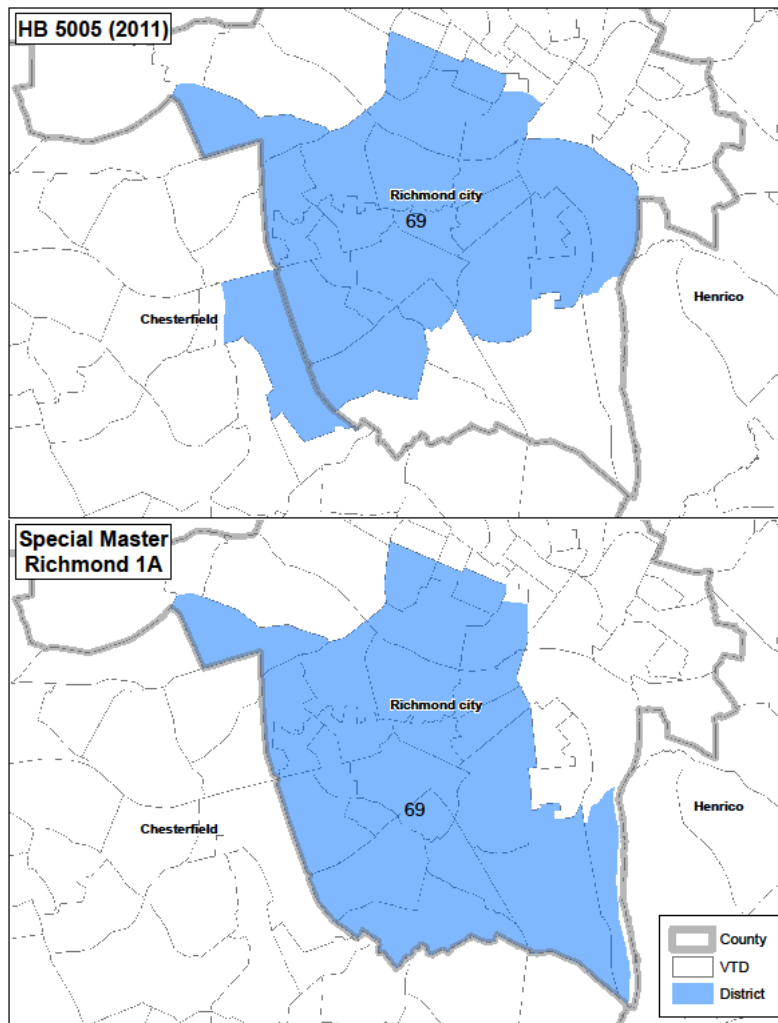 HB 5005 (2011)
Richmond city
69
Henrico
Chesterfield
Special Master
Richmond 1A
Richmond city
69
Chesterfield
Henrico
County
VTD
District